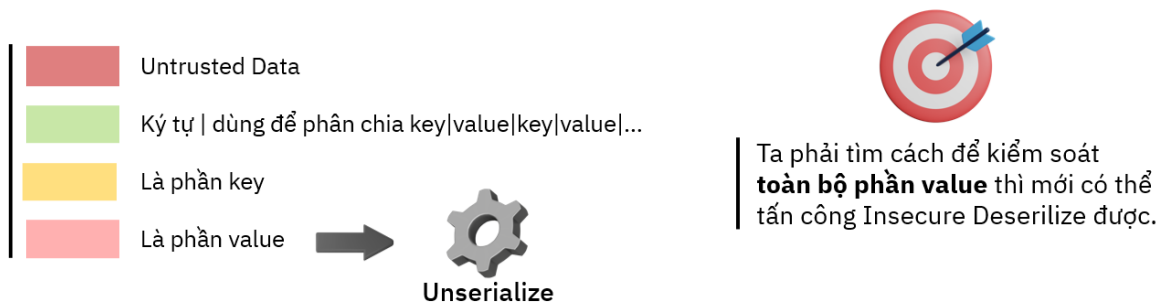 Untrusted Data
Ký tự | dùng để phân chia key|value|key|value|...
Là phần key
Là phần value
Unserialize
Ta phải tìm cách để kiểm soát
toàn bộ phần value thì mới có thể
tấn công Insecure Deserilize được.